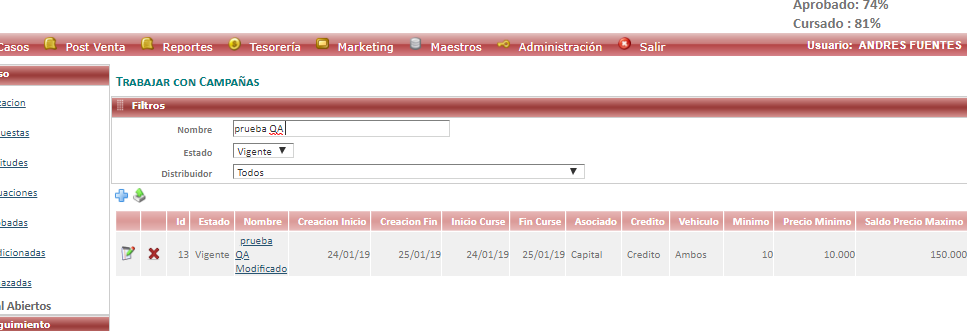 Aprobado: 74%
Cursado : 81%
Casos Post Venta Reportes Tesorería Marketing Maestros Administración Salir Usuario: ANDRES FUENTES
so
TRABAJAR CON CAMPAÑAS
Filtros
zacion
Nombre prueba QA
uestas
Estado Vigente
itudes
Distribuidor Todos
uaciones
Id Estado Nombre Creacion Inicio Creacion Fin Inicio Curse Fin Curse Asociado Credito Vehiculo Minimo Precio Minimo Saldo Precio Maximo
badas
13 Vigente prueba QA Modificado 24/01/19 25/01/19 24/01/19 25/01/19 Capital Credito Ambos 10 10.000 150.000
dicionadas
azadas
al Abiertos
guimiento